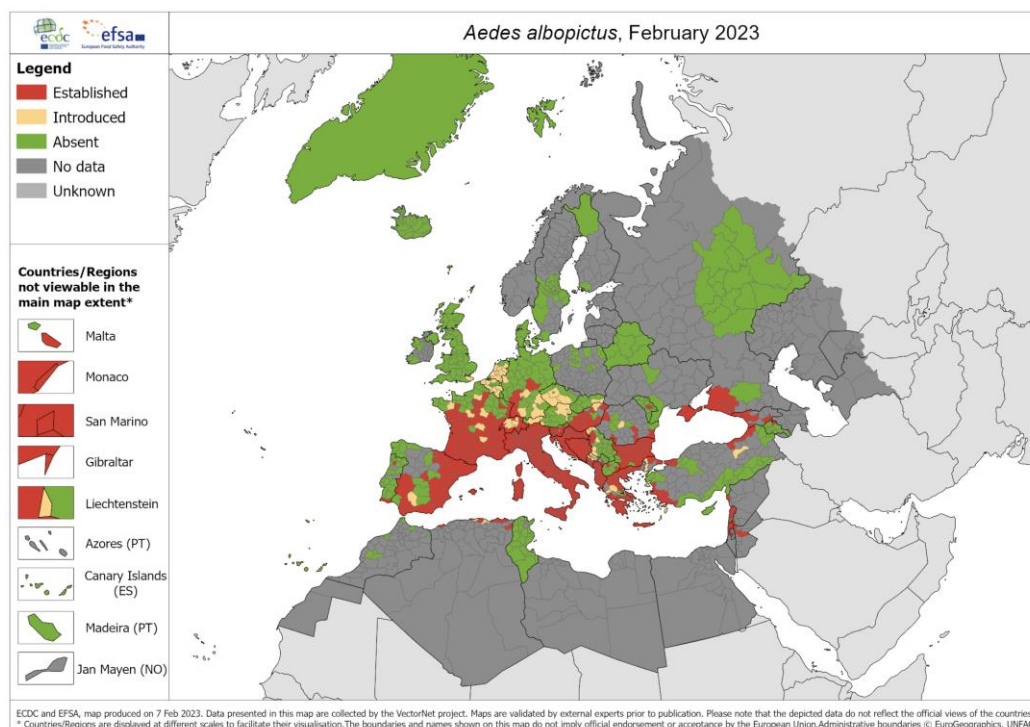 ecdc
efsa
European Food Safety Authority
Aedes albopictus, February 2023
Legend
Established
Introduced
Absent
No data
Unknown
Countries/Regions
not viewable in the
main map extent*
Malta
Monaco
San Marino
Gibraltar
Liechtenstein
Azores (PT)
Canary Islands
(ES)
Madeira (PT)
Jan Mayen (NO)
ECDC and EFSA, map produced on 7 Feb 2023. Data presented in this map are collected by the VectorNet project. Maps are validated by external experts prior to publication. Please note that the depicted data do not reflect the official views of the countries
* Countries/Regions are displayed at different scales to facilitate their visualisation.The boundaries and names shown on this map do not imply official endorsement or acceptance by the European Union.Administrative boundaries © EuroGeographics, UNFAO